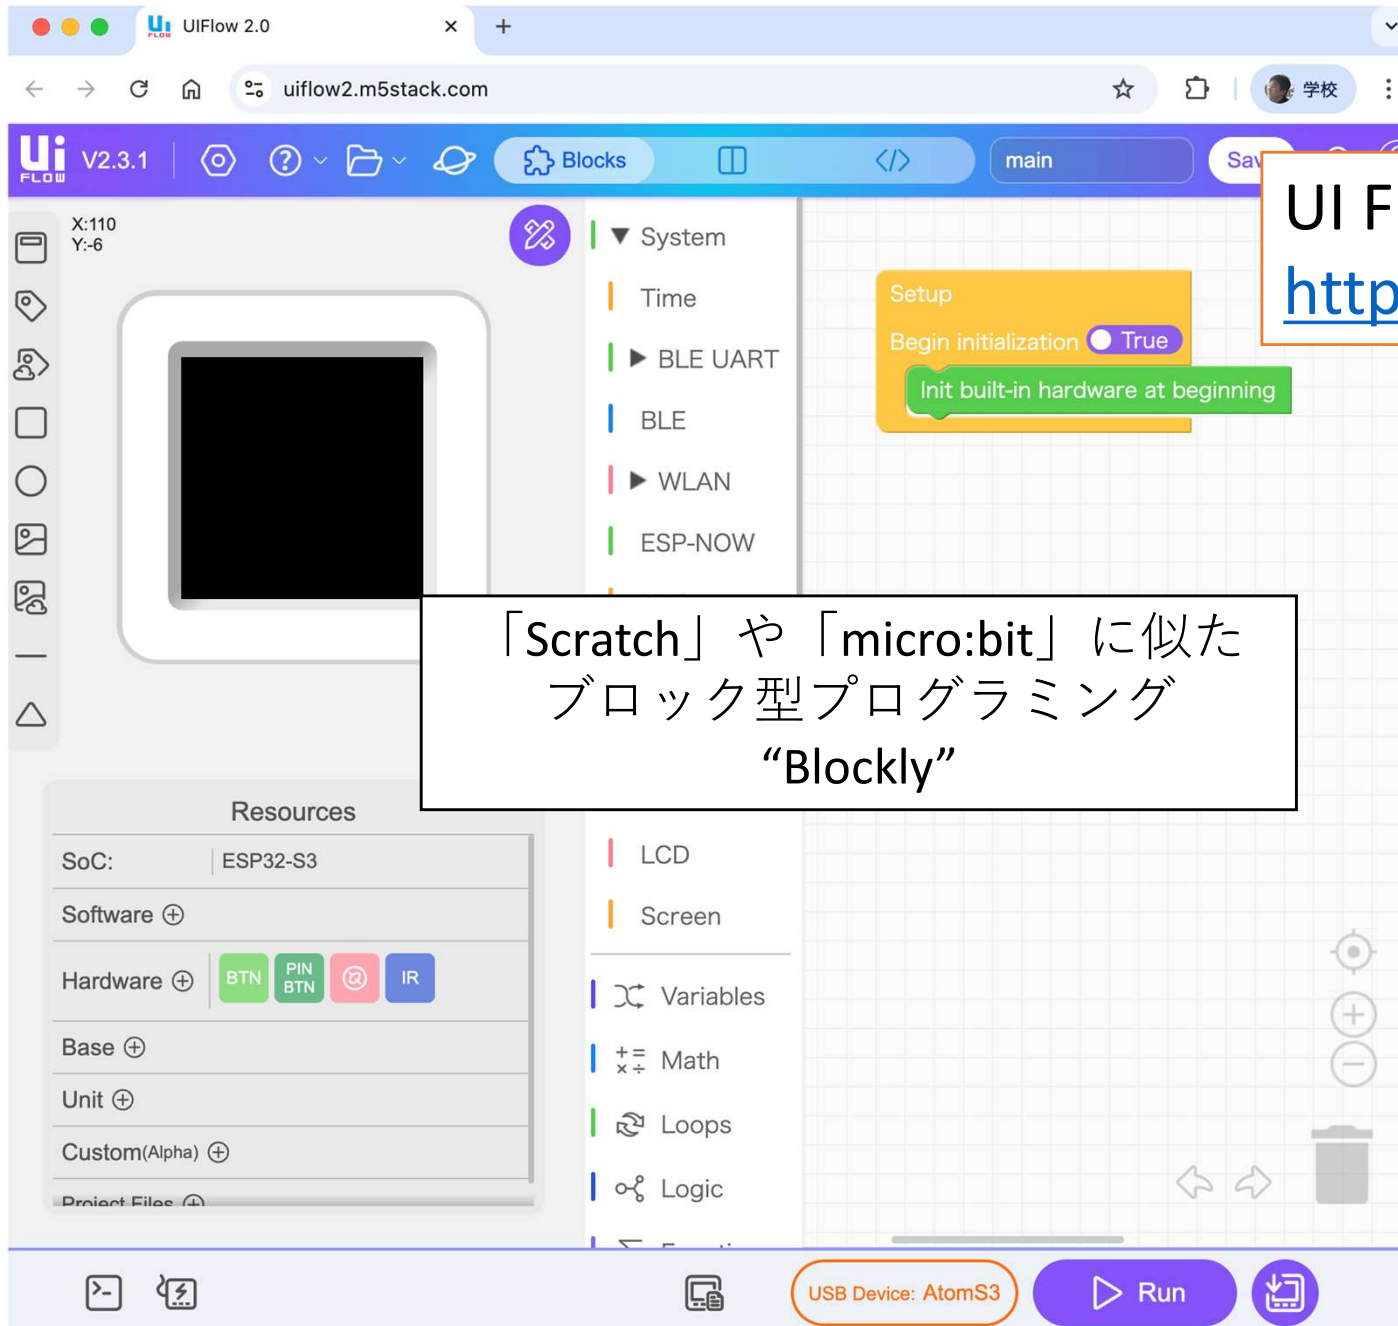 UIFlow 2.0
uiflow2.m5stack.com
学校
Ui FLOW
V2.3.1
Blocks
</>
main
Sav
UI F
http
X:110
Y:-6
System
Time
BLE UART
BLE
WLAN
ESP-NOW
Setup
Begin initialization True
Init built-in hardware at beginning
「Scratch」や「micro:bit」に似た
ブロック型プログラミング
“Blockly”
LCD
Screen
Variables
Math
Loops
Logic
Resources
SoC: ESP32-S3
Software
Hardware BTN PIN BTN IR
Base
Unit
Custom(Alpha)
Project Files
USB Device: AtomS3
Run